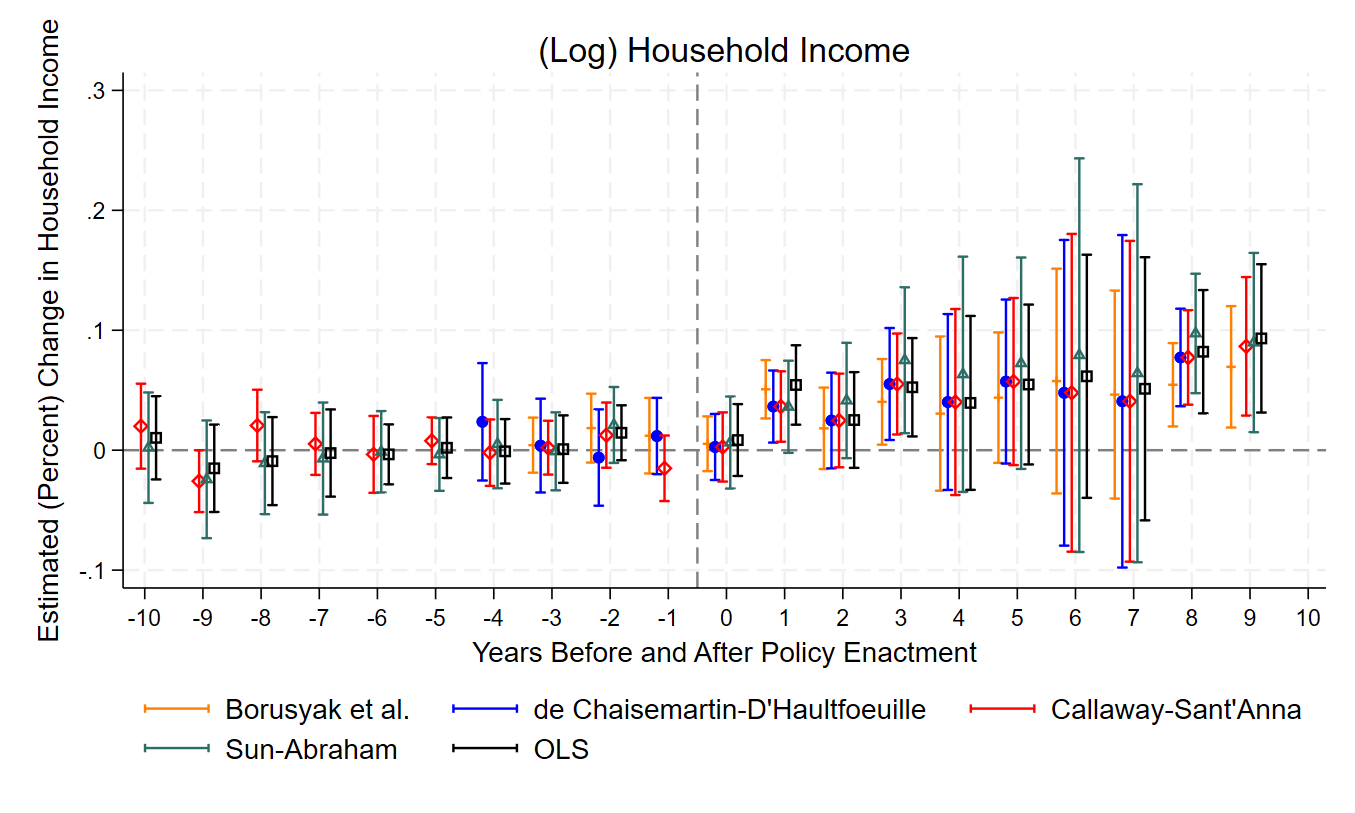 (Log) Household Income
Estimated (Percent) Change in Household Income
.3
.2
.1
0
-.1
-10 -9 -8 -7 -6 -5 -4 -3 -2 -1 0 1 2 3 4 5 6 7 8 9 10
Years Before and After Policy Enactment
Borusyak et al. de Chaisemartin-D'Haultfoeuille Callaway-Sant'Anna
Sun-Abraham OLS